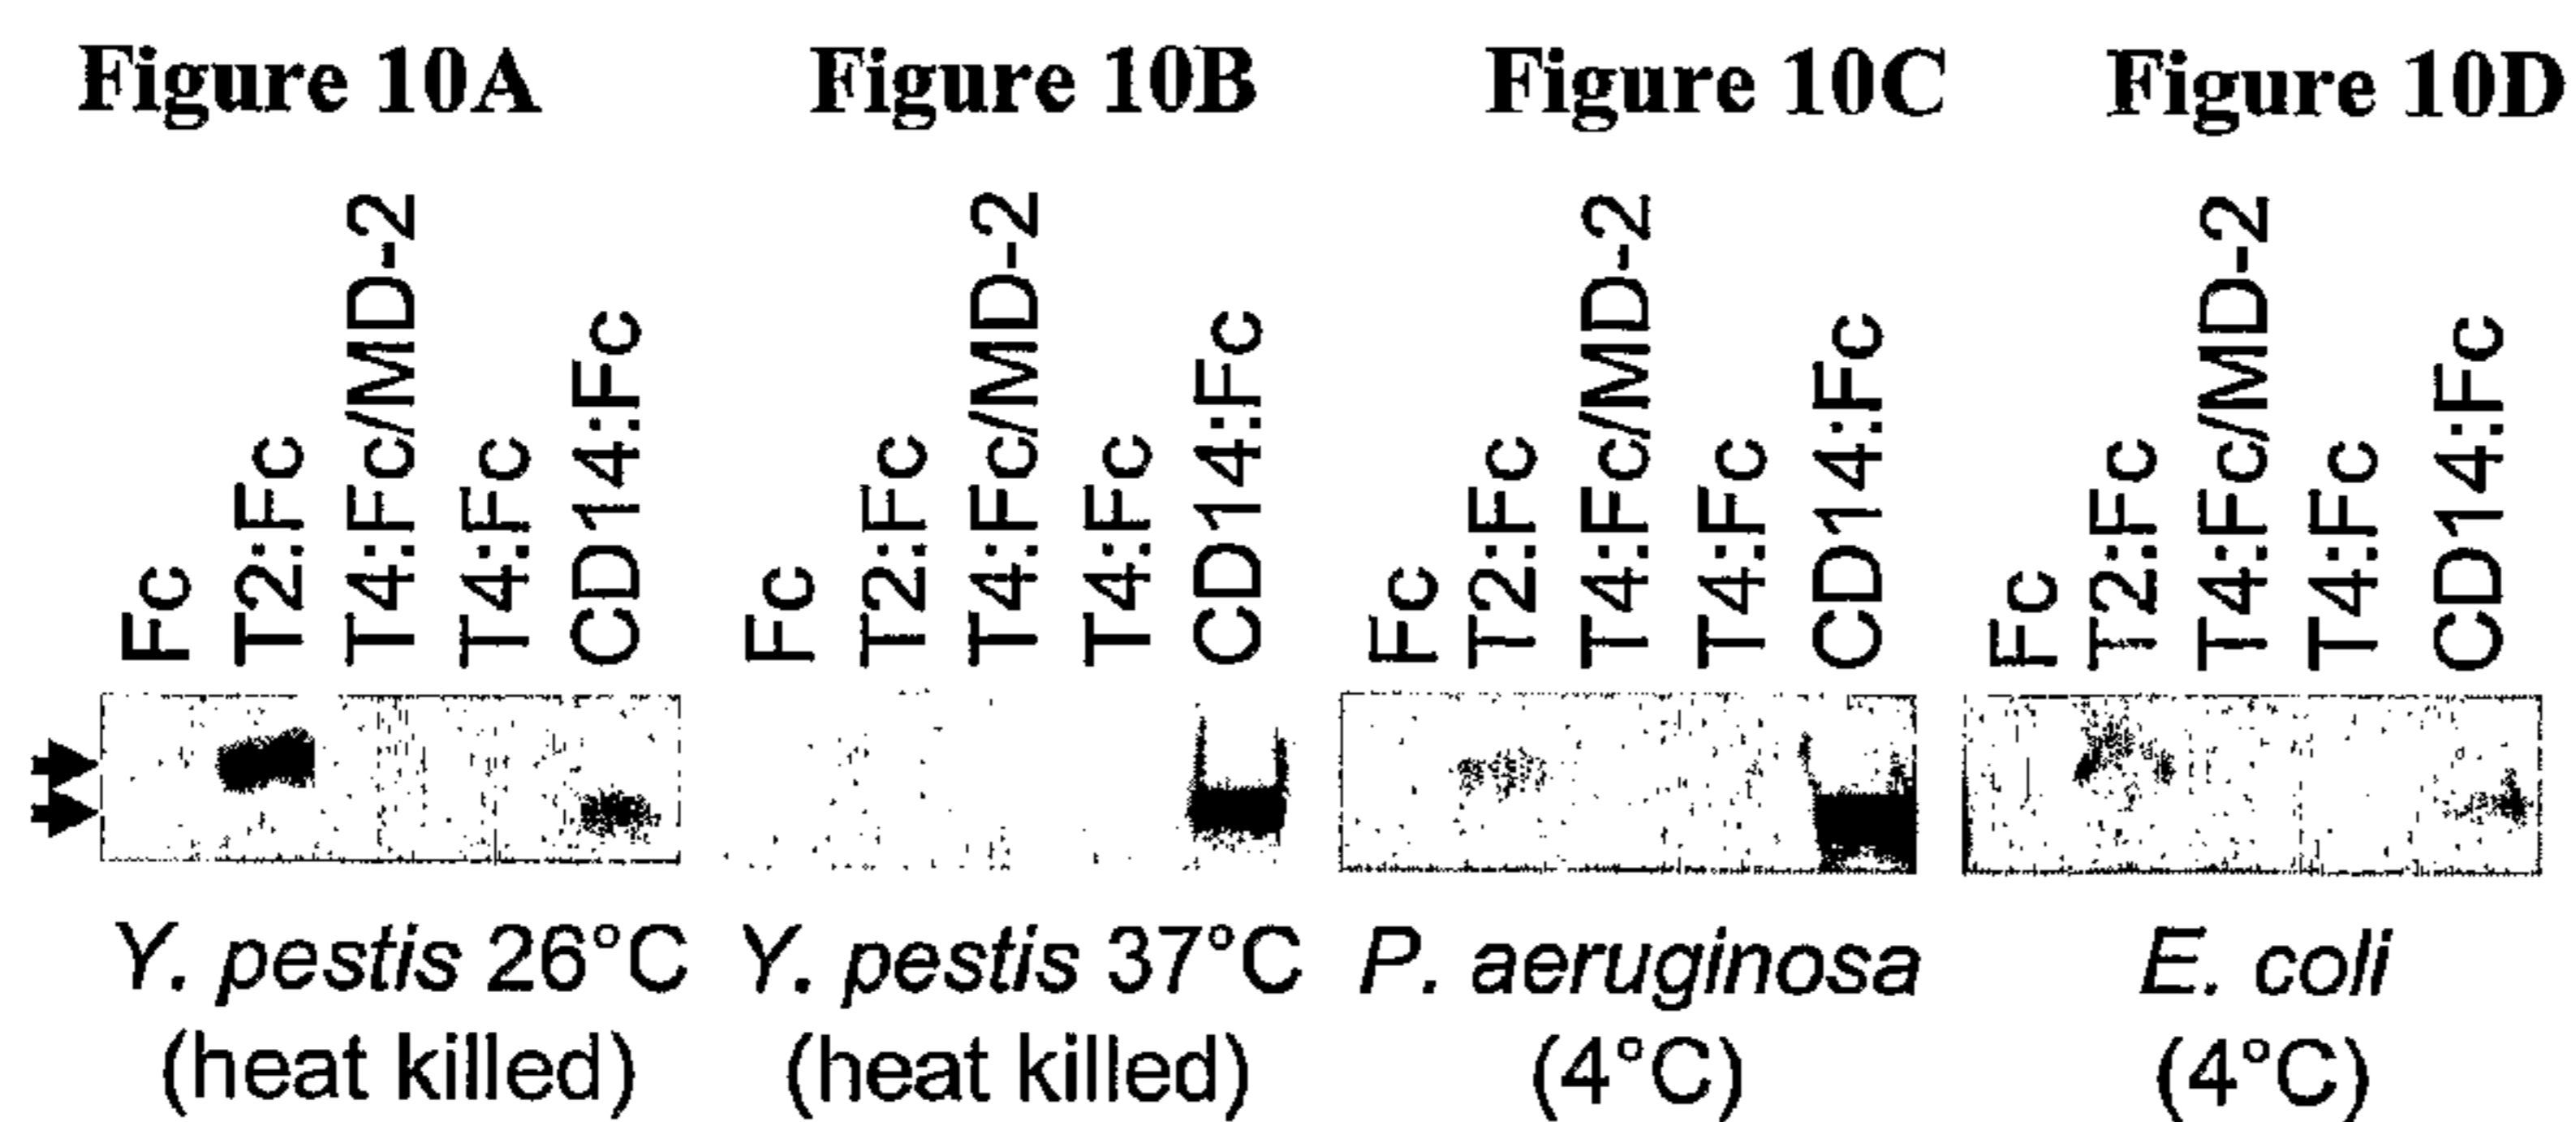 Figure 10A Figure 10B Figure 10C Figure 10D
Fc T2:Fc T4:Fc/MD-2 T4:Fc CD14:Fc Fc T2:Fc T4:Fc/MD-2 T4:Fc CD14:Fc Fc T2:Fc T4:Fc/MD-2 T4:Fc CD14:Fc Fc T2:Fc T4:Fc/MD-2 T4:Fc CD14:Fc
Y. pestis 26°C Y. pestis 37°C P. aeruginosa E. coli
(heat killed) (heat killed) (4°C) (4°C)